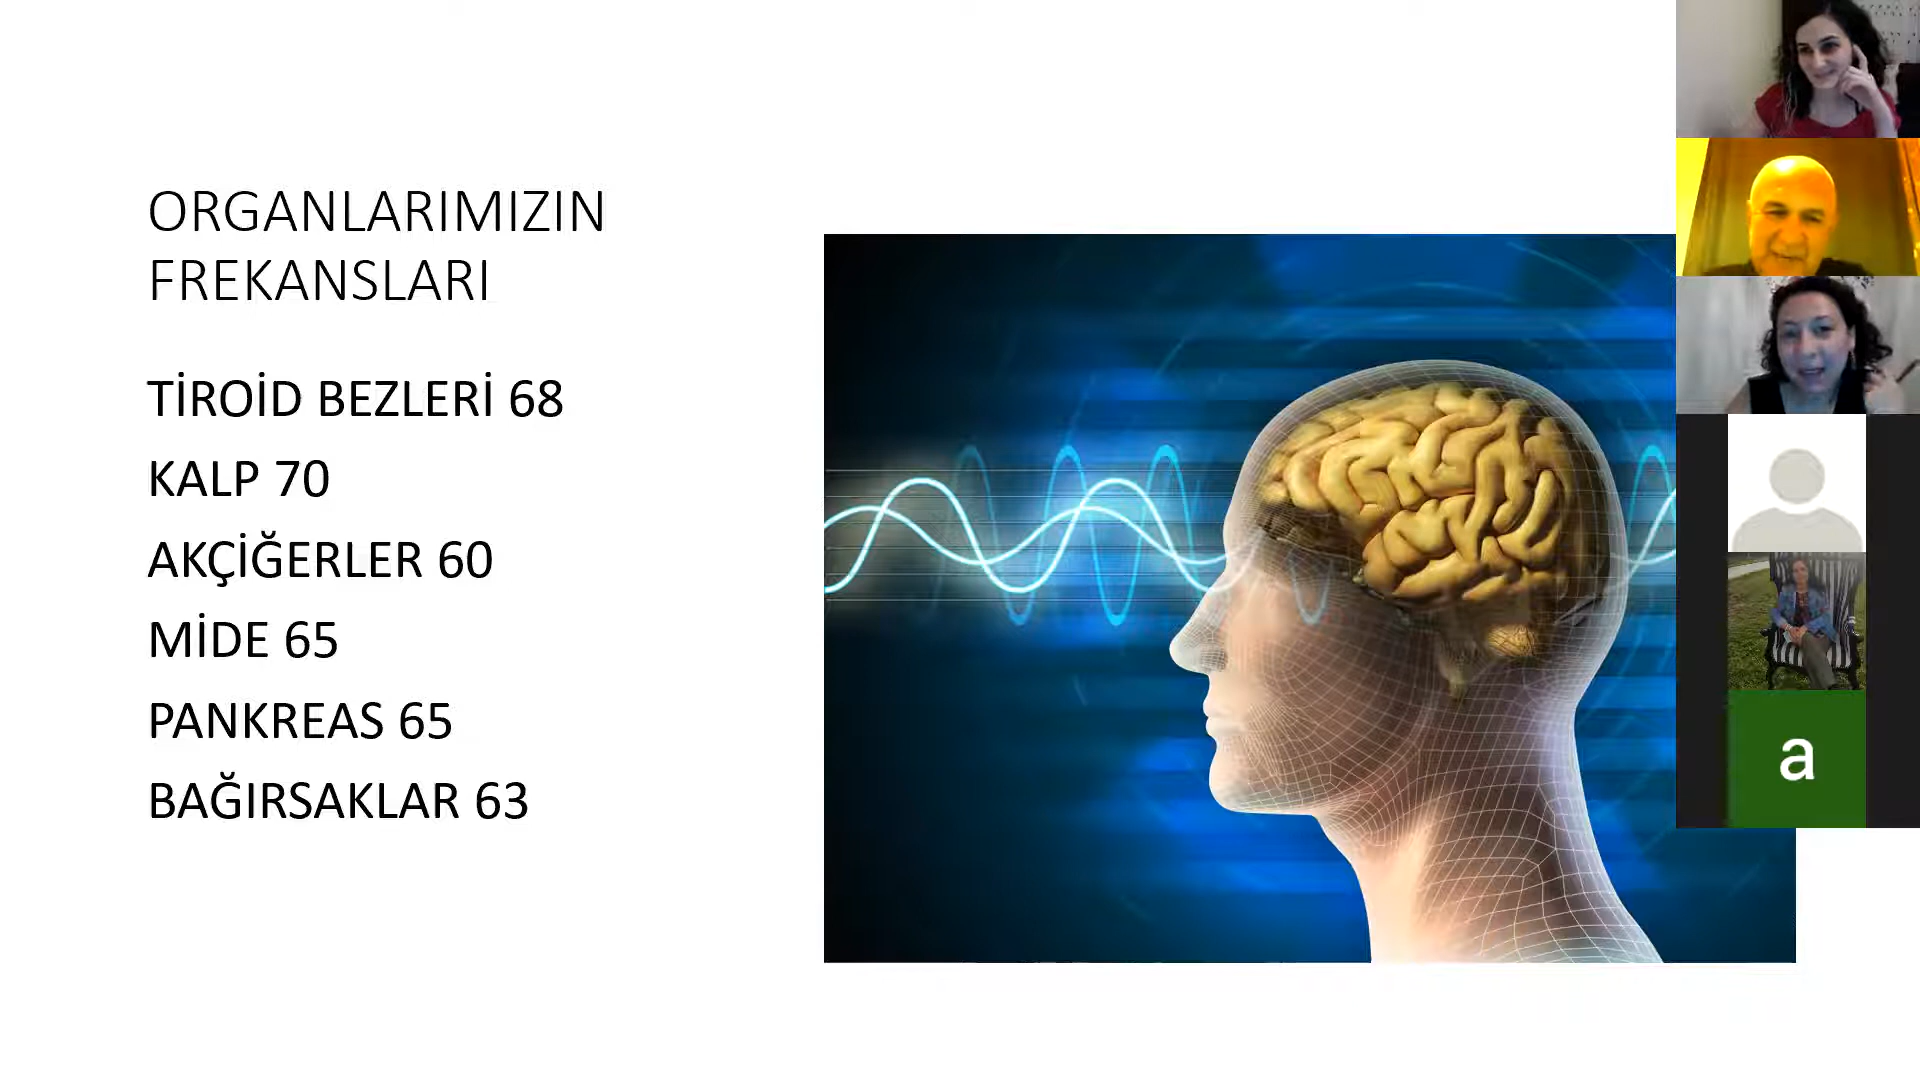 ORGANLARIMIZIN
FREKANSLARI
TİROİD BEZLERİ 68
KALP 70
AKÇİĞERLER 60
MİDE 65
PANKREAS 65
BAĞIRSAKLAR 63
a